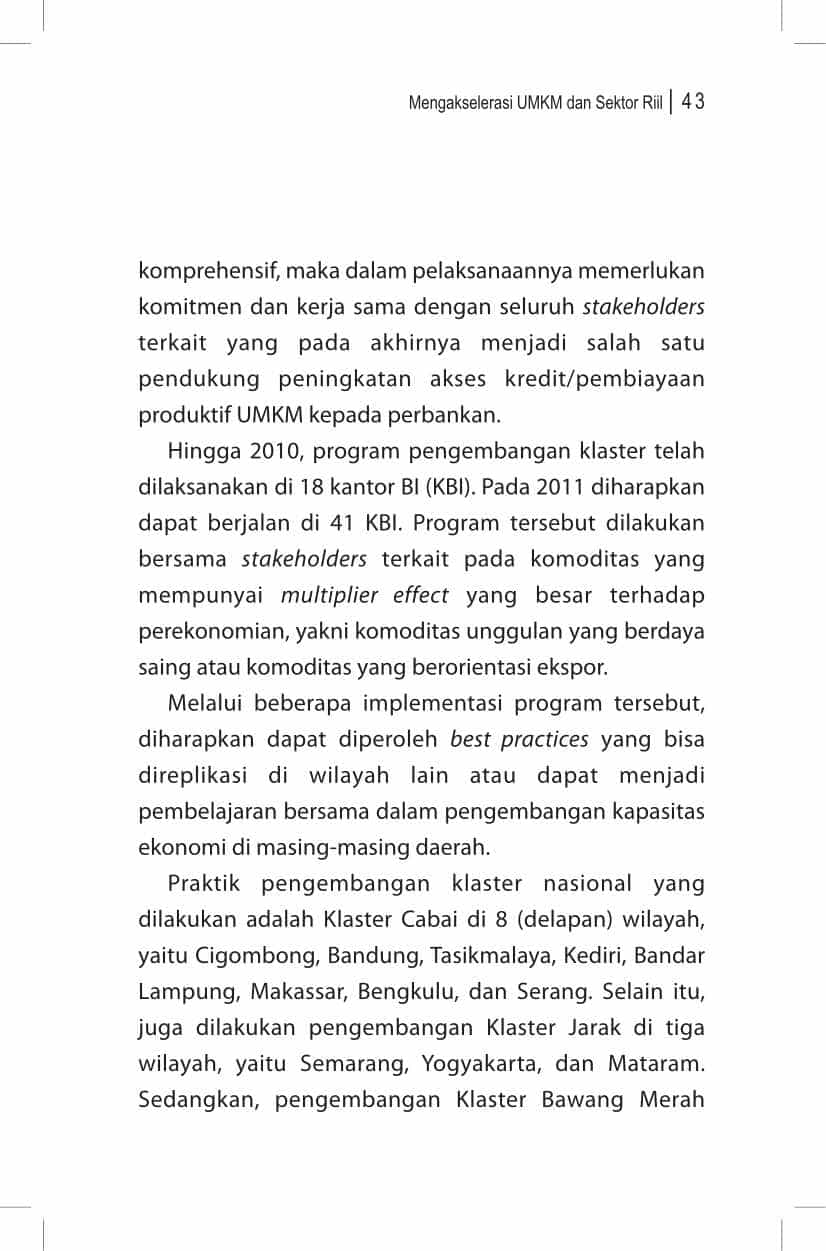 Mengakselerasi UMKM dan Sektor Riil | 43
komprehensif, maka dalam pelaksanaannya memerlukan
komitmen dan kerja sama dengan seluruh stakeholders
terkait yang pada akhirnya menjadi salah satu
pendukung peningkatan akses kredit/pembiayaan
produktif UMKM kepada perbankan.
Hingga 2010, program pengembangan klaster telah
dilaksanakan di 18 kantor BI (KBI). Pada 2011 diharapkan
dapat berjalan di 41 KBI. Program tersebut dilakukan
bersama stakeholders terkait pada komoditas yang
mempunyai multiplier effect yang besar terhadap
perekonomian, yakni komoditas unggulan yang berdaya
saing atau komoditas yang berorientasi ekspor.
Melalui beberapa implementasi program tersebut,
diharapkan dapat diperoleh best practices yang bisa
direplikasi di wilayah lain atau dapat menjadi
pembelajaran bersama dalam pengembangan kapasitas
ekonomi di masing-masing daerah.
Praktik pengembangan klaster nasional yang
dilakukan adalah Klaster Cabai di 8 (delapan) wilayah,
yaitu Cigombong, Bandung, Tasikmalaya, Kediri, Bandar
Lampung, Makassar, Bengkulu, dan Serang. Selain itu,
juga dilakukan pengembangan Klaster Jarak di tiga
wilayah, yaitu Semarang, Yogyakarta, dan Mataram.
Sedangkan, pengembangan Klaster Bawang Merah